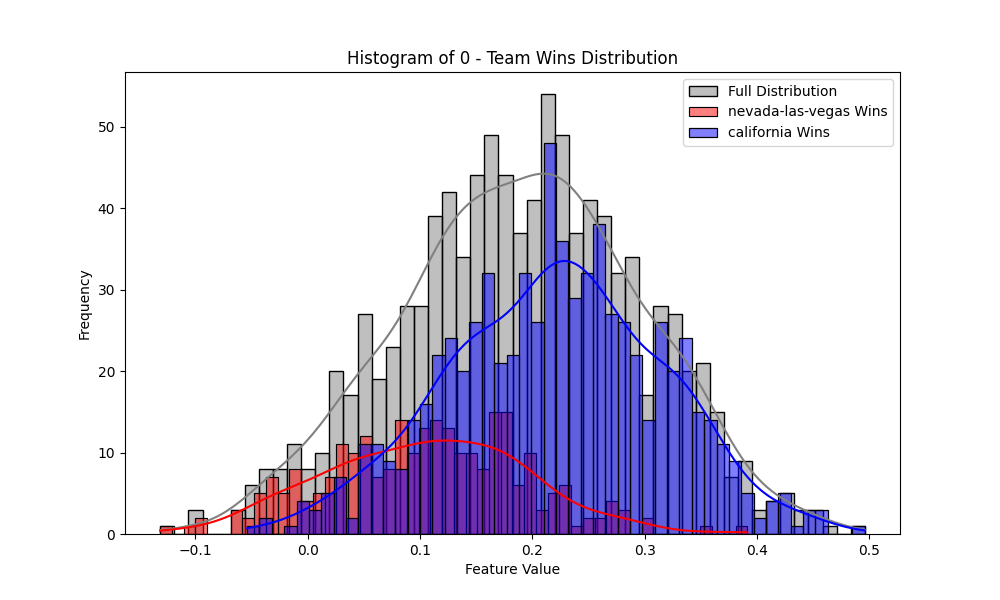 Histogram of 0 - Team Wins Distribution
Full Distribution
nevada-las-vegas Wins
california Wins
Frequency
50
40
30
20
10
0
−0.1 0.0 0.1 0.2 0.3 0.4 0.5
Feature Value